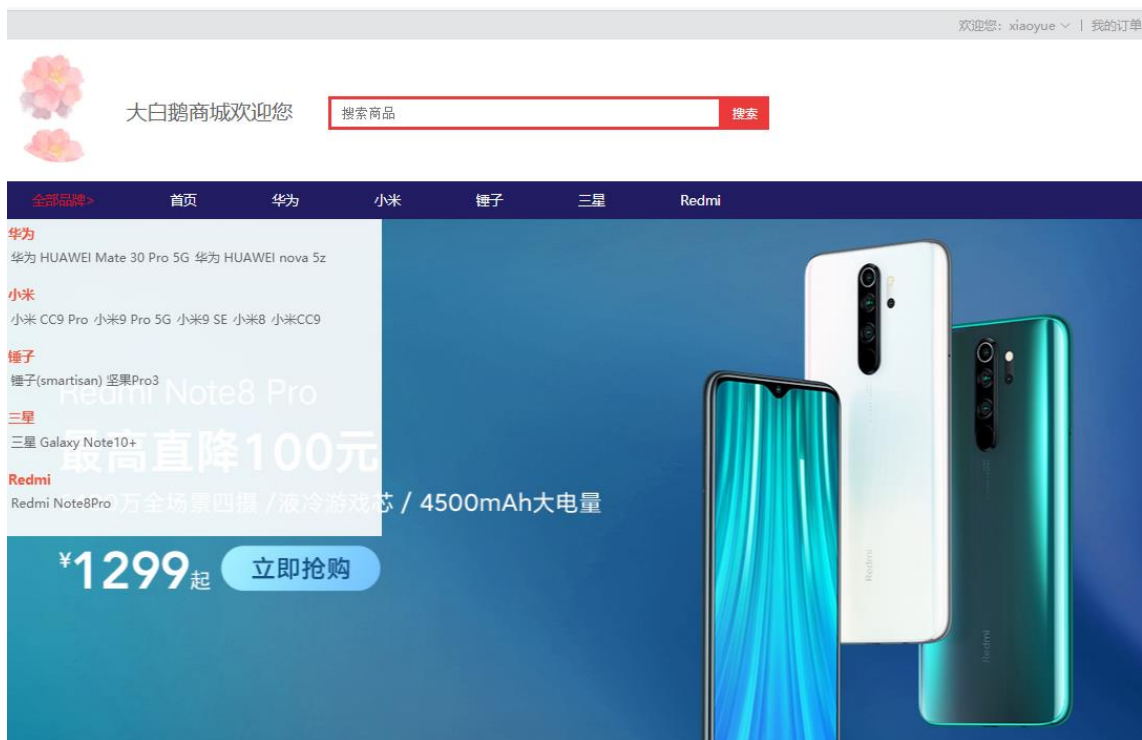 欢迎您：xiaoyue | 我的订单
大白鹅商城欢迎您
搜索商品
搜索
全部品牌> 首页 华为 小米 锤子 三星 Redmi
华为
华为 HUAWEI Mate 30 Pro 5G 华为 HUAWEI nova 5z
小米
小米 CC9 Pro 小米9 Pro 5G 小米9 SE 小米8 小米CC9
锤子
锤子(smartisan) 坚果Pro3
Redmi Note8 Pro
三星
三星 Galaxy Note10+
最高直降100元
Redmi
Redmi Note8Pro
万全场景四摄 / 液冷游戏芯 / 4500mAh大电量
¥1299起 立即抢购
Redmi
Redmi